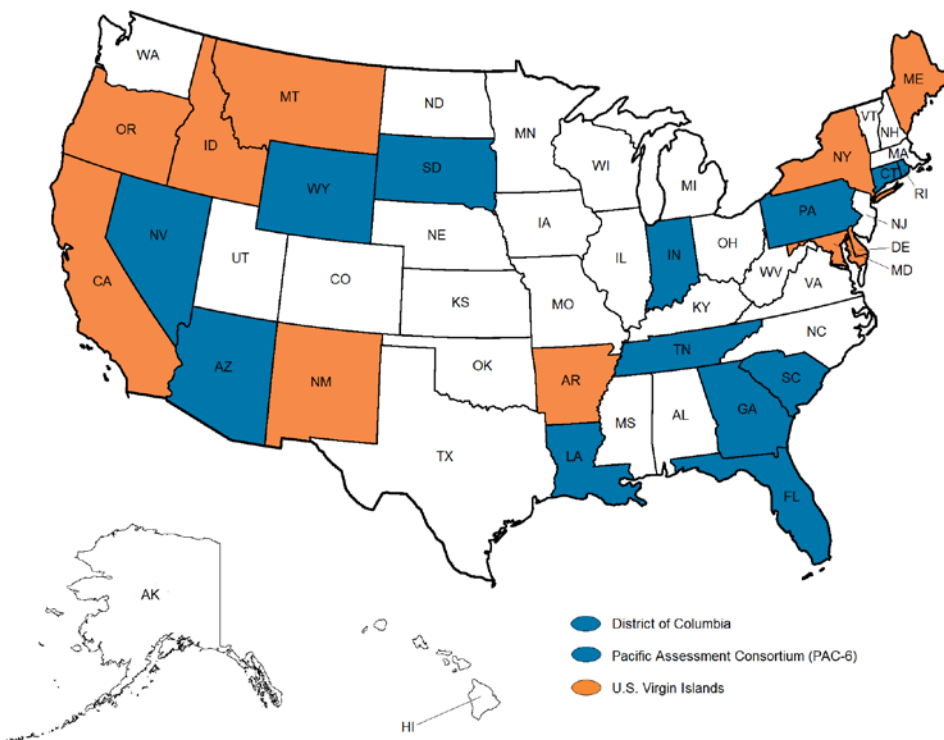 WA
MT
ND
MN
ME
VT
NH
OR
ID
WY
SD
WI
MI
NY
MA
CT
RI
NV
UT
CO
NE
IA
IL
IN
OH
PA
NJ
DE
MD
CA
KS
MO
KY
WV
VA
AZ
NM
OK
AR
TN
NC
SC
TX
LA
MS
AL
GA
FL
AK
HI
District of Columbia
Pacific Assessment Consortium (PAC-6)
U.S. Virgin Islands